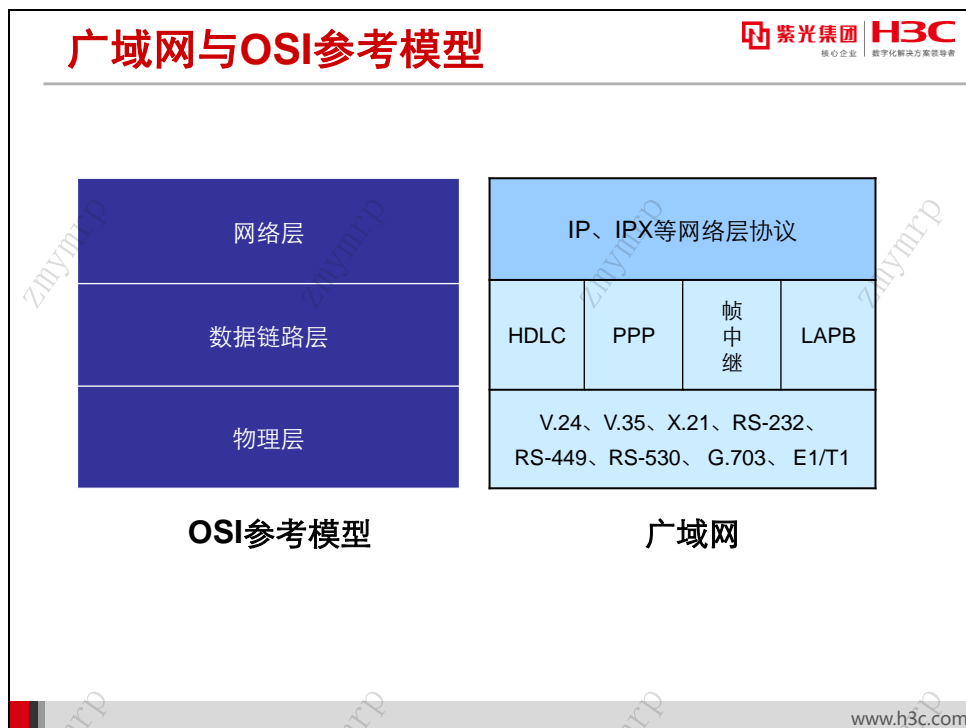 广域网与OSI参考模型
紫光集团
核心企业
H3C
数字化解决方案领导者
网络层
数据链路层
物理层
IP、IPX等网络层协议
HDLC
PPP
帧
中
继
LAPB
V.24、V.35、X.21、RS-232、
RS-449、RS-530、 G.703、 E1/T1
OSI参考模型
广域网
zmymrp
zmymrp
zmymrp
zmymrp
www.h3c.com